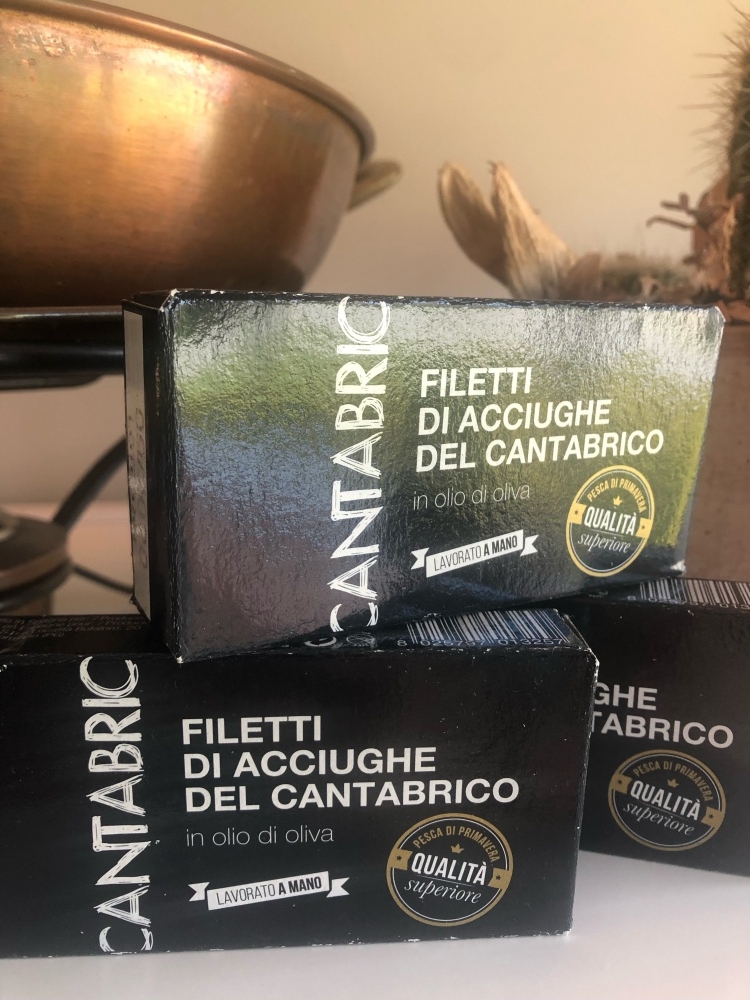 CANTABRIC
FILETTI
DI ACCIUGHE
DEL CANTABRICO
in olio di oliva
LAVORATO A MANO
PESCA DI PRIMAVERA
QUALITÀ
superiore
CANTABRIC
FILETTI
DI ACCIUGHE
DEL CANTABRICO
in olio di oliva
LAVORATO A MANO
PESCA DI PRIMAVERA
QUALITÀ
superiore
GHE
TABRICO
PESCA DI PRIMAVERA
QUALITÀ
superiore